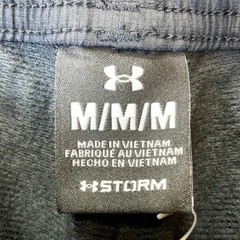 M/M/M
MADE IN VIETNAM
FABRIQUÉ AU VIETNAM
HECHO EN VIETNAM
STORM